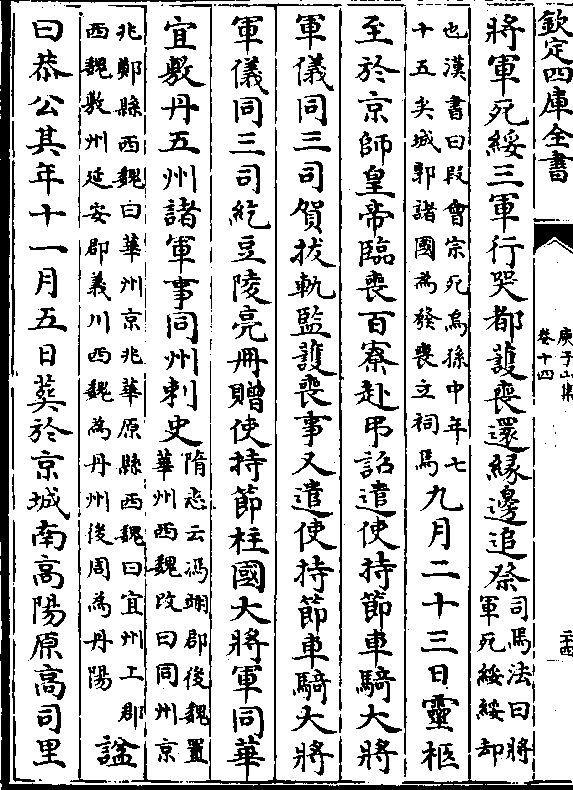 欽定四庫全書
庾子山集
卷十四
二十四
將軍死綏三軍行哭都護喪還緣邊追祭司馬法曰將軍死綏綏却
也漢書曰段會宗死烏孫中年七十五矣城郭諸國為發喪立祠焉九月二十三日靈柩
至於京師皇帝臨喪百寮赴弔詔遣使持節車騎大將
軍儀同三司賀拔軌監護喪事又遣使持節車騎大將
軍儀同三司紇豆陵亮冊贈使持節柱國大將軍同華
宜敷丹五州諸軍事同州刺史隋志云馮翊郡後魏置華州西魏改曰同州京
兆鄭縣西魏曰華州京兆華原縣西魏曰宜州上郡西魏敷州延安郡義川西魏為丹州後周為丹陽諡
曰恭公其年十一月五日葬於京城南高陽原高司里